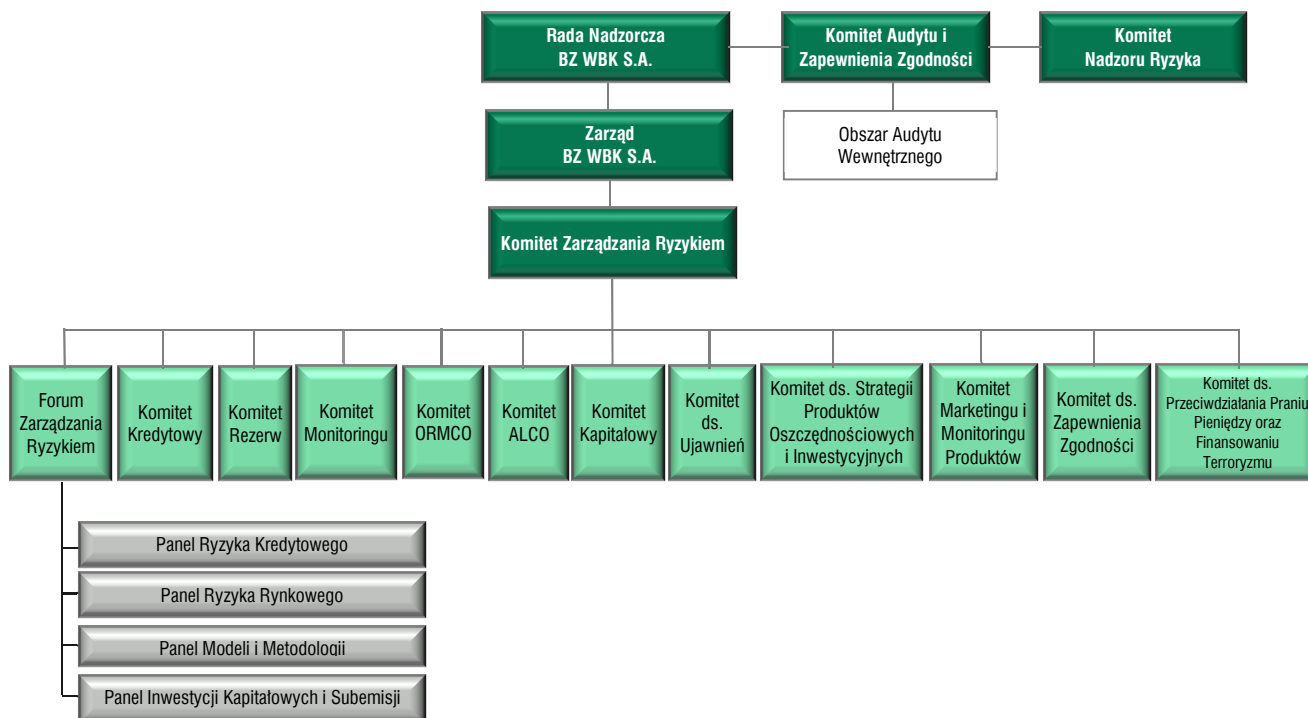 Rada Nadzorcza
BZ WBK S.A.
Komitet Audytu i
Zapewnienia Zgodności
Komitet
Nadzoru Ryzyka
Zarząd
BZ WBK S.A.
Obszar Audytu
Wewnętrznego
Komitet Zarządzania Ryzykiem
Forum
Zarządzania
Ryzykiem
Komitet
Kredytowy
Komitet
Rezerw
Komitet
Monitoringu
Komitet
ORMCO
Komitet
ALCO
Komitet
Kapitałowy
Komitet
ds.
Ujawnień
Komitet ds. Strategii
Produktów
Oszczędnościowych
i Inwestycyjnych
Komitet
Marketingu i
Monitoringu
Produktów
Komitet ds.
Zapewnienia
Zgodności
Komitet ds.
Przeciwdziałania Praniu
Pieniędzy oraz
Finansowaniu
Terroryzmu
Panel Ryzyka Kredytowego
Panel Ryzyka Rynkowego
Panel Modeli i Metodologii
Panel Inwestycji Kapitałowych i Subemisji